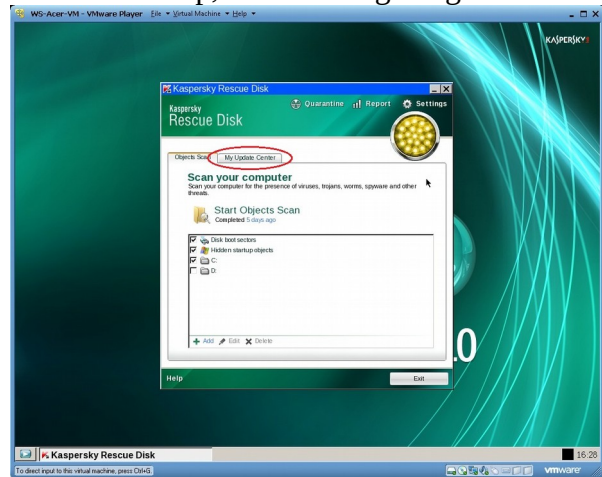 WS-Acer-VM - VMware Player File Virtual Machine Help
KASPERSKY
Kaspersky Rescue Disk
Kaspersky
Rescue Disk
Quarantine Report Settings
Objects Scan My Update Center
Scan your computer
Scan your computer for the presence of viruses, trojans, worms, spyware and other
threats.
Start Objects Scan
Completed 5 days ago
Disk boot sectors
Hidden startup objects
C:
D:
Add Edit Delete
Help Exit
Kaspersky Rescue Disk 16:28
To direct input to this virtual machine, press Ctrl+G. vmware